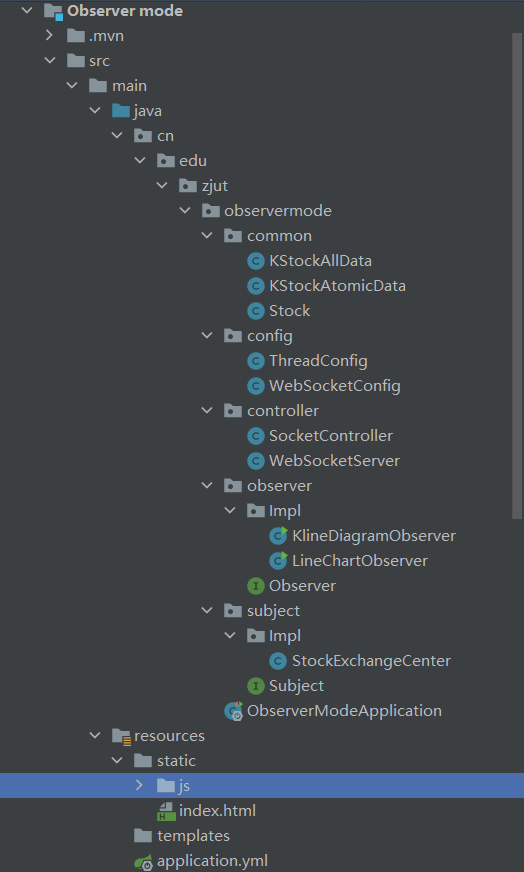 Observer mode
.mvn
src
main
java
cn
edu
zjut
observermode
common
KStockAllData
KStockAtomicData
Stock
config
ThreadConfig
WebSocketConfig
controller
SocketController
WebSocketServer
observer
Impl
KlineDiagramObserver
LineChartObserver
Observer
subject
Impl
StockExchangeCenter
Subject
ObserverModeApplication
resources
static
js
index.html
templates
application.yml